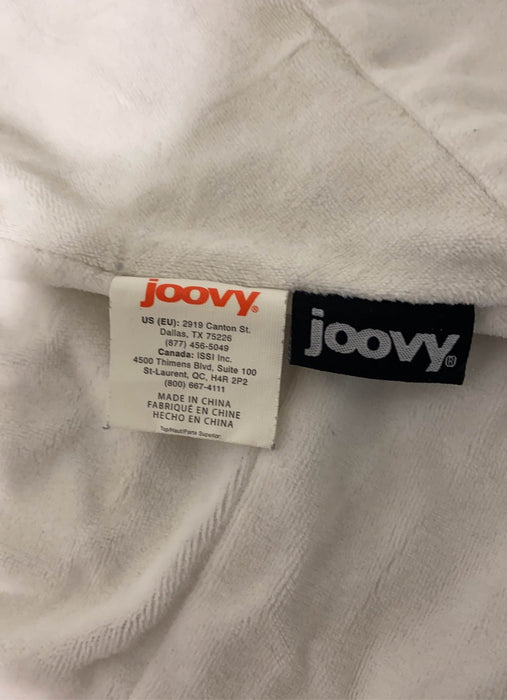 joovy®
US (EU): 2919 Canton St.
Dallas, TX 75226
(877) 456-5049
Canada: ISSI Inc.
4500 Thimens Blvd, Suite 100
St-Laurent, QC, H4R 2P2
(800) 667-4111
MADE IN CHINA
FABRIQUÉ EN CHINE
HECHO EN CHINA
Top/Haut/Parte Superior:
joovy®